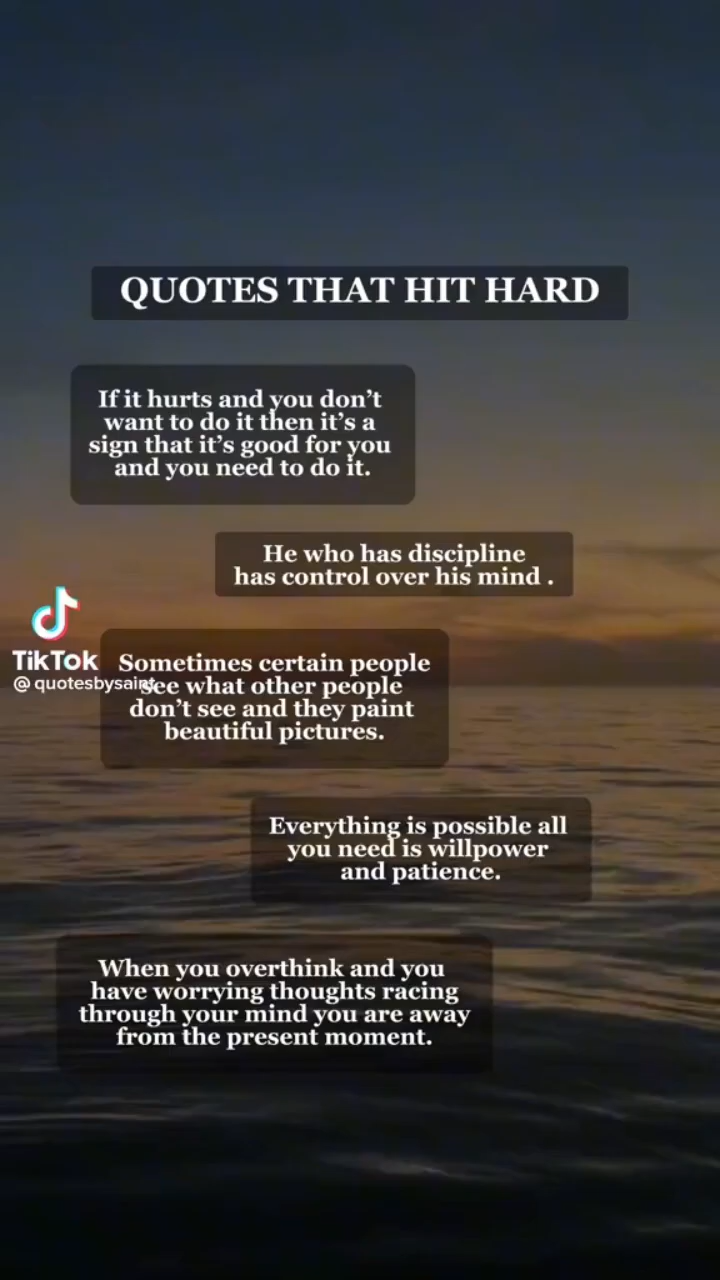 QUOTES THAT HIT HARD
If it hurts and you don't
want to do it then it's a
sign that it's good for you
and you need to do it.
He who has discipline
has control over his mind .
TikTok
@quotesbysaint
Sometimes certain people
see what other people
don't see and they paint
beautiful pictures.
Everything is possible all
you need is willpower
and patience.
When you overthink and you
have worrying thoughts racing
through your mind you are away
from the present moment.